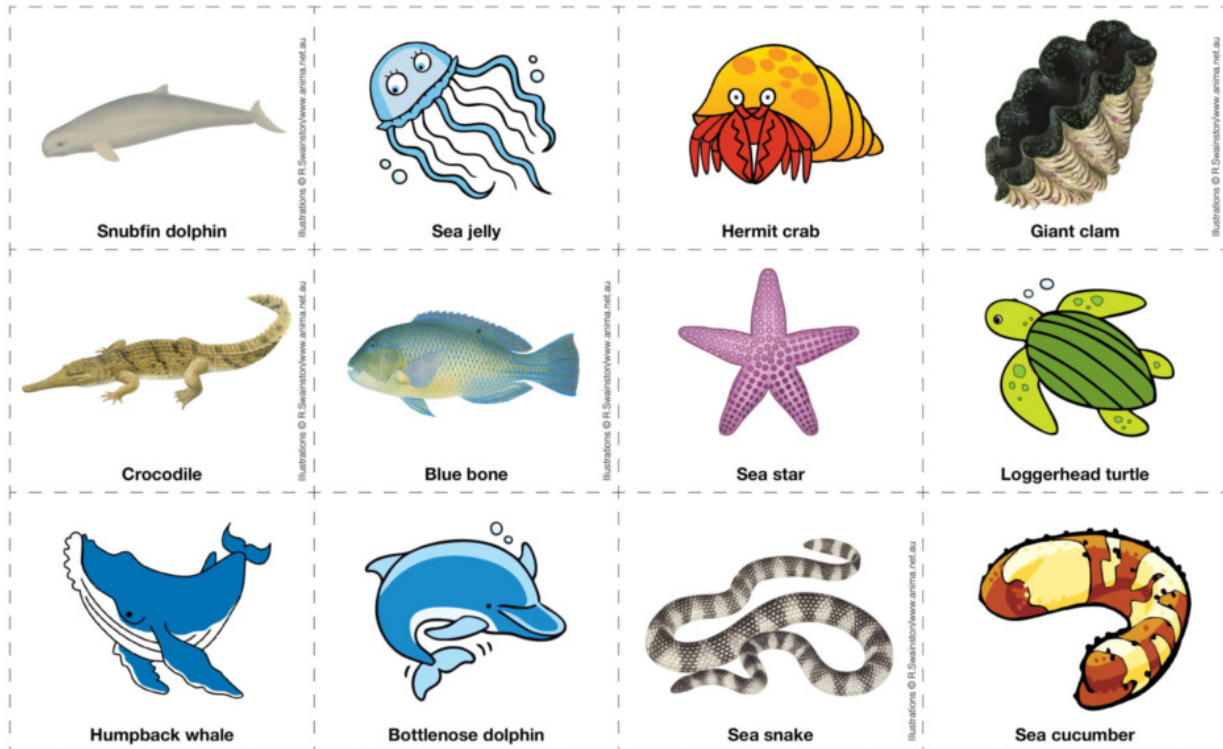 Snubfin dolphin
Illustrations © R.Swainston/www.anima.net.au
Sea jelly
Hermit crab
Giant clam
Illustrations © R.Swainston/www.anima.net.au
Crocodile
Illustrations © R.Swainston/www.anima.net.au
Blue bone
Illustrations © R.Swainston/www.anima.net.au
Sea star
Loggerhead turtle
Humpback whale
Bottlenose dolphin
Sea snake
Illustrations © R.Swainston/www.anima.net.au
Sea cucumber